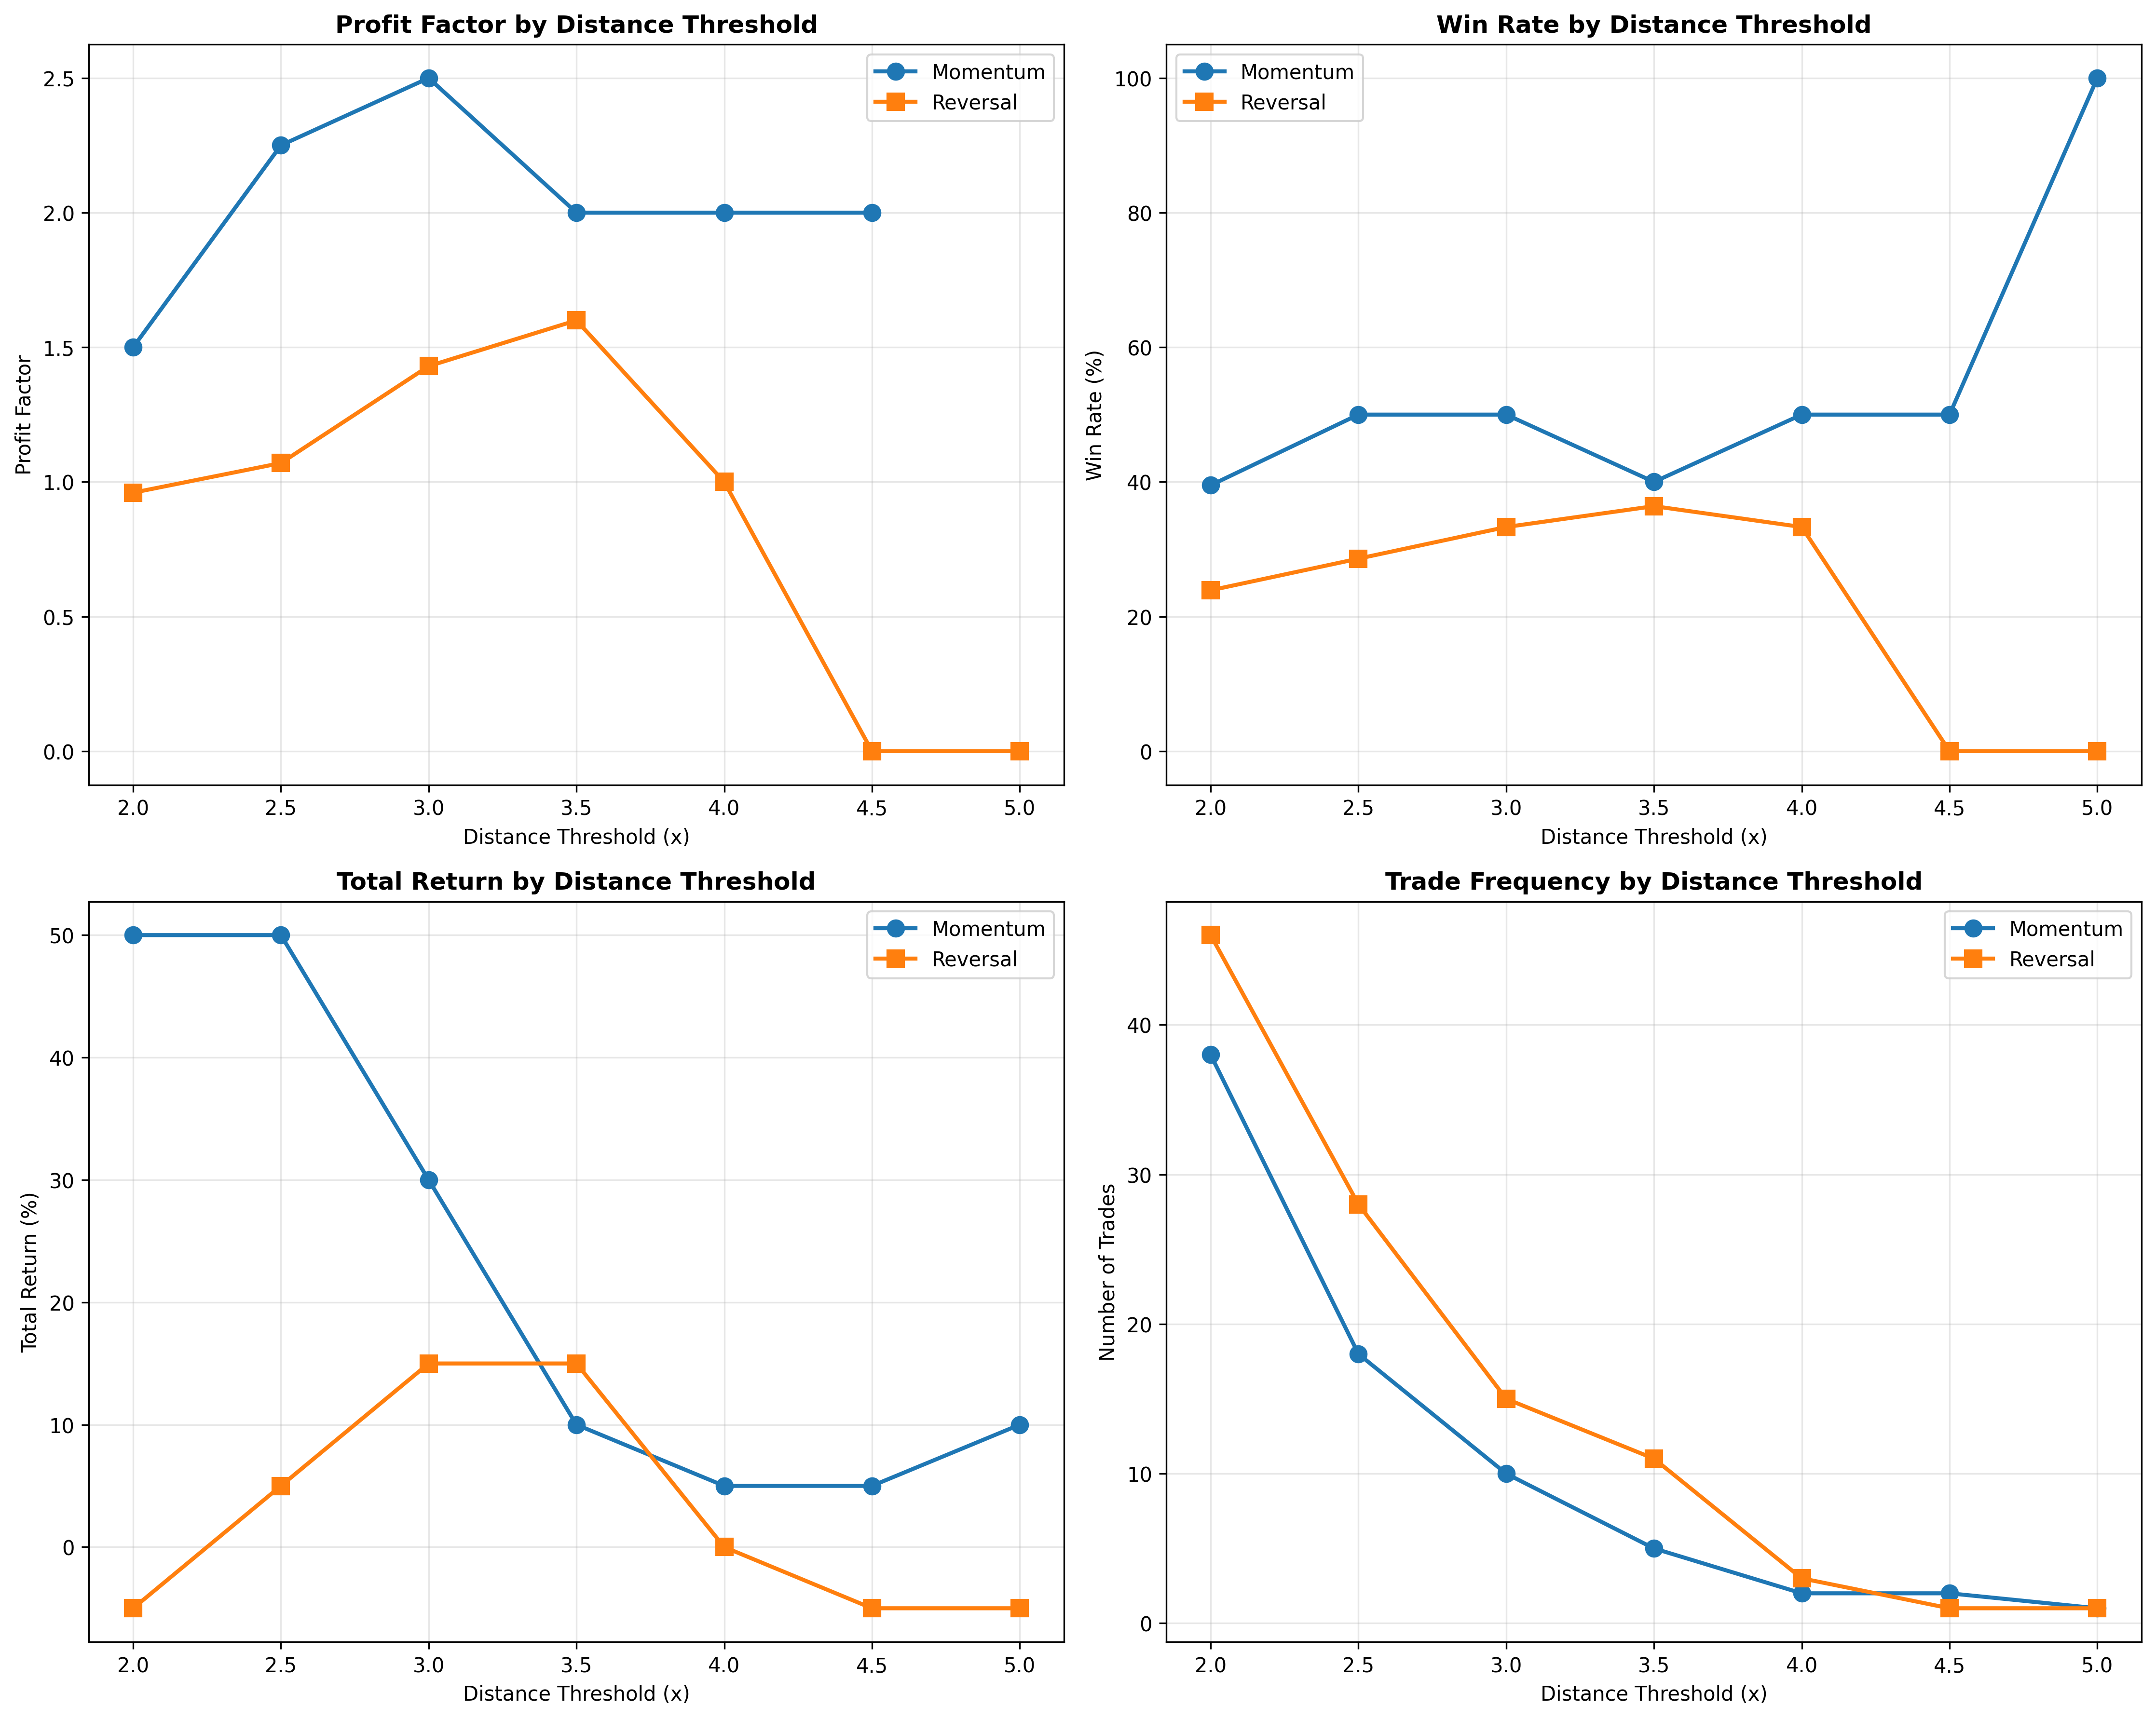 Profit Factor by Distance Threshold
Profit Factor
2.5
2.0
1.5
1.0
0.5
0.0
Momentum
Reversal
2.0 2.5 3.0 3.5 4.0 4.5 5.0
Distance Threshold (x)
Win Rate by Distance Threshold
Win Rate (%)
100
80
60
40
20
0
Momentum
Reversal
2.0 2.5 3.0 3.5 4.0 4.5 5.0
Distance Threshold (x)
Total Return by Distance Threshold
Total Return (%)
50
40
30
20
10
0
Momentum
Reversal
2.0 2.5 3.0 3.5 4.0 4.5 5.0
Distance Threshold (x)
Trade Frequency by Distance Threshold
Number of Trades
40
30
20
10
0
Momentum
Reversal
2.0 2.5 3.0 3.5 4.0 4.5 5.0
Distance Threshold (x)